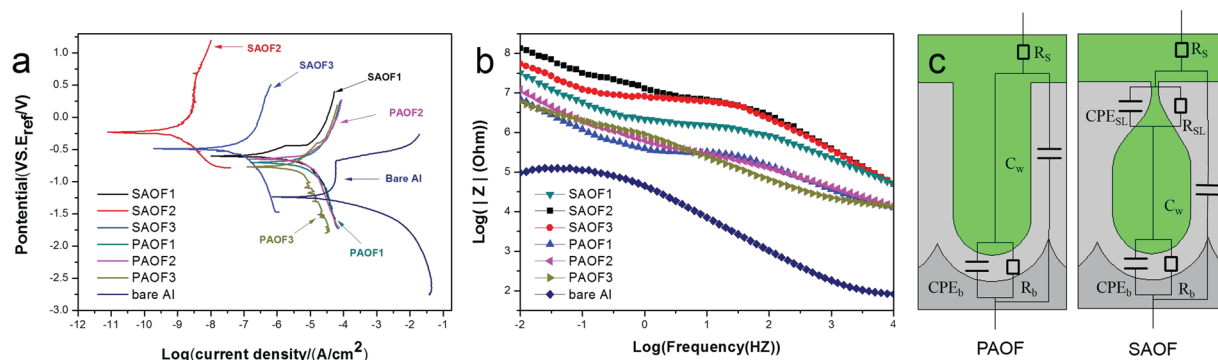 a
1.0
0.5
0.0
-0.5
-1.0
-1.5
-2.0
-2.5
-3.0
Pontential(VS.E_ref/V)
SAOF2
SAOF3
SAOF1
PAOF2
Bare Al
PAOF3
PAOF1
SAOF1
SAOF2
SAOF3
PAOF1
PAOF2
PAOF3
bare Al
-12 -11 -10 -9 -8 -7 -6 -5 -4 -3 -2 -1 0
Log(current density/(A/cm²)
b
8
7
6
5
4
3
2
Log( | Z | (Ohm))
SAOF1
SAOF2
SAOF3
PAOF1
PAOF2
PAOF3
bare Al
-2 -1 0 1 2 3 4
Log(Frequency(HZ))
c
R_S
C_w
CPE_b
R_b
PAOF
R_S
CPE_SL
R_SL
C_w
CPE_b
R_b
SAOF